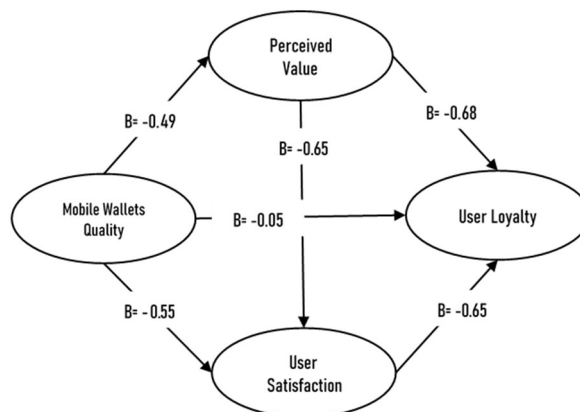 Perceived
Value
B= -0.49
B= -0.68
B= -0.65
Mobile Wallets
Quality
B= -0.05
User Loyalty
B= -0.55
B= -0.65
User
Satisfaction